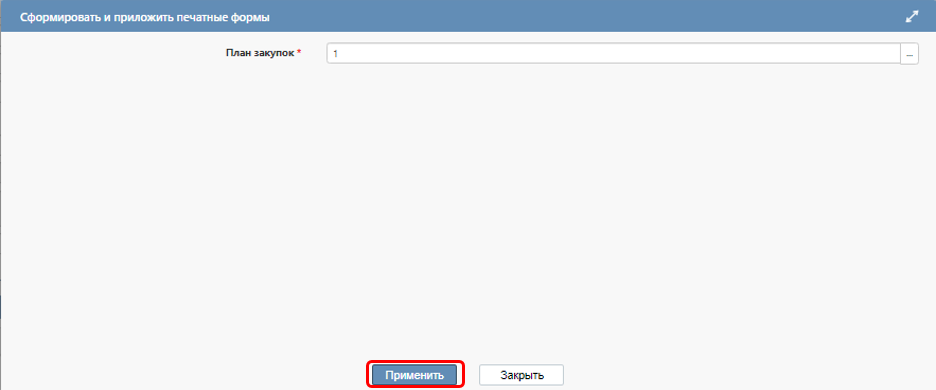 Сформировать и приложить печатные формы
План закупок * 1
Применить Закрыть